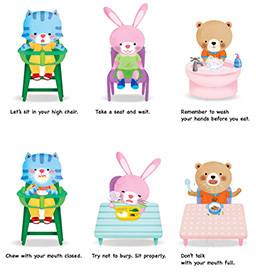 Let's sit in your high chair.
Take a seat and wait.
Remember to wash
your hands before you eat.
Chew with your mouth closed.
Try not to burp. Sit properly.
Don't talk
with your mouth full.